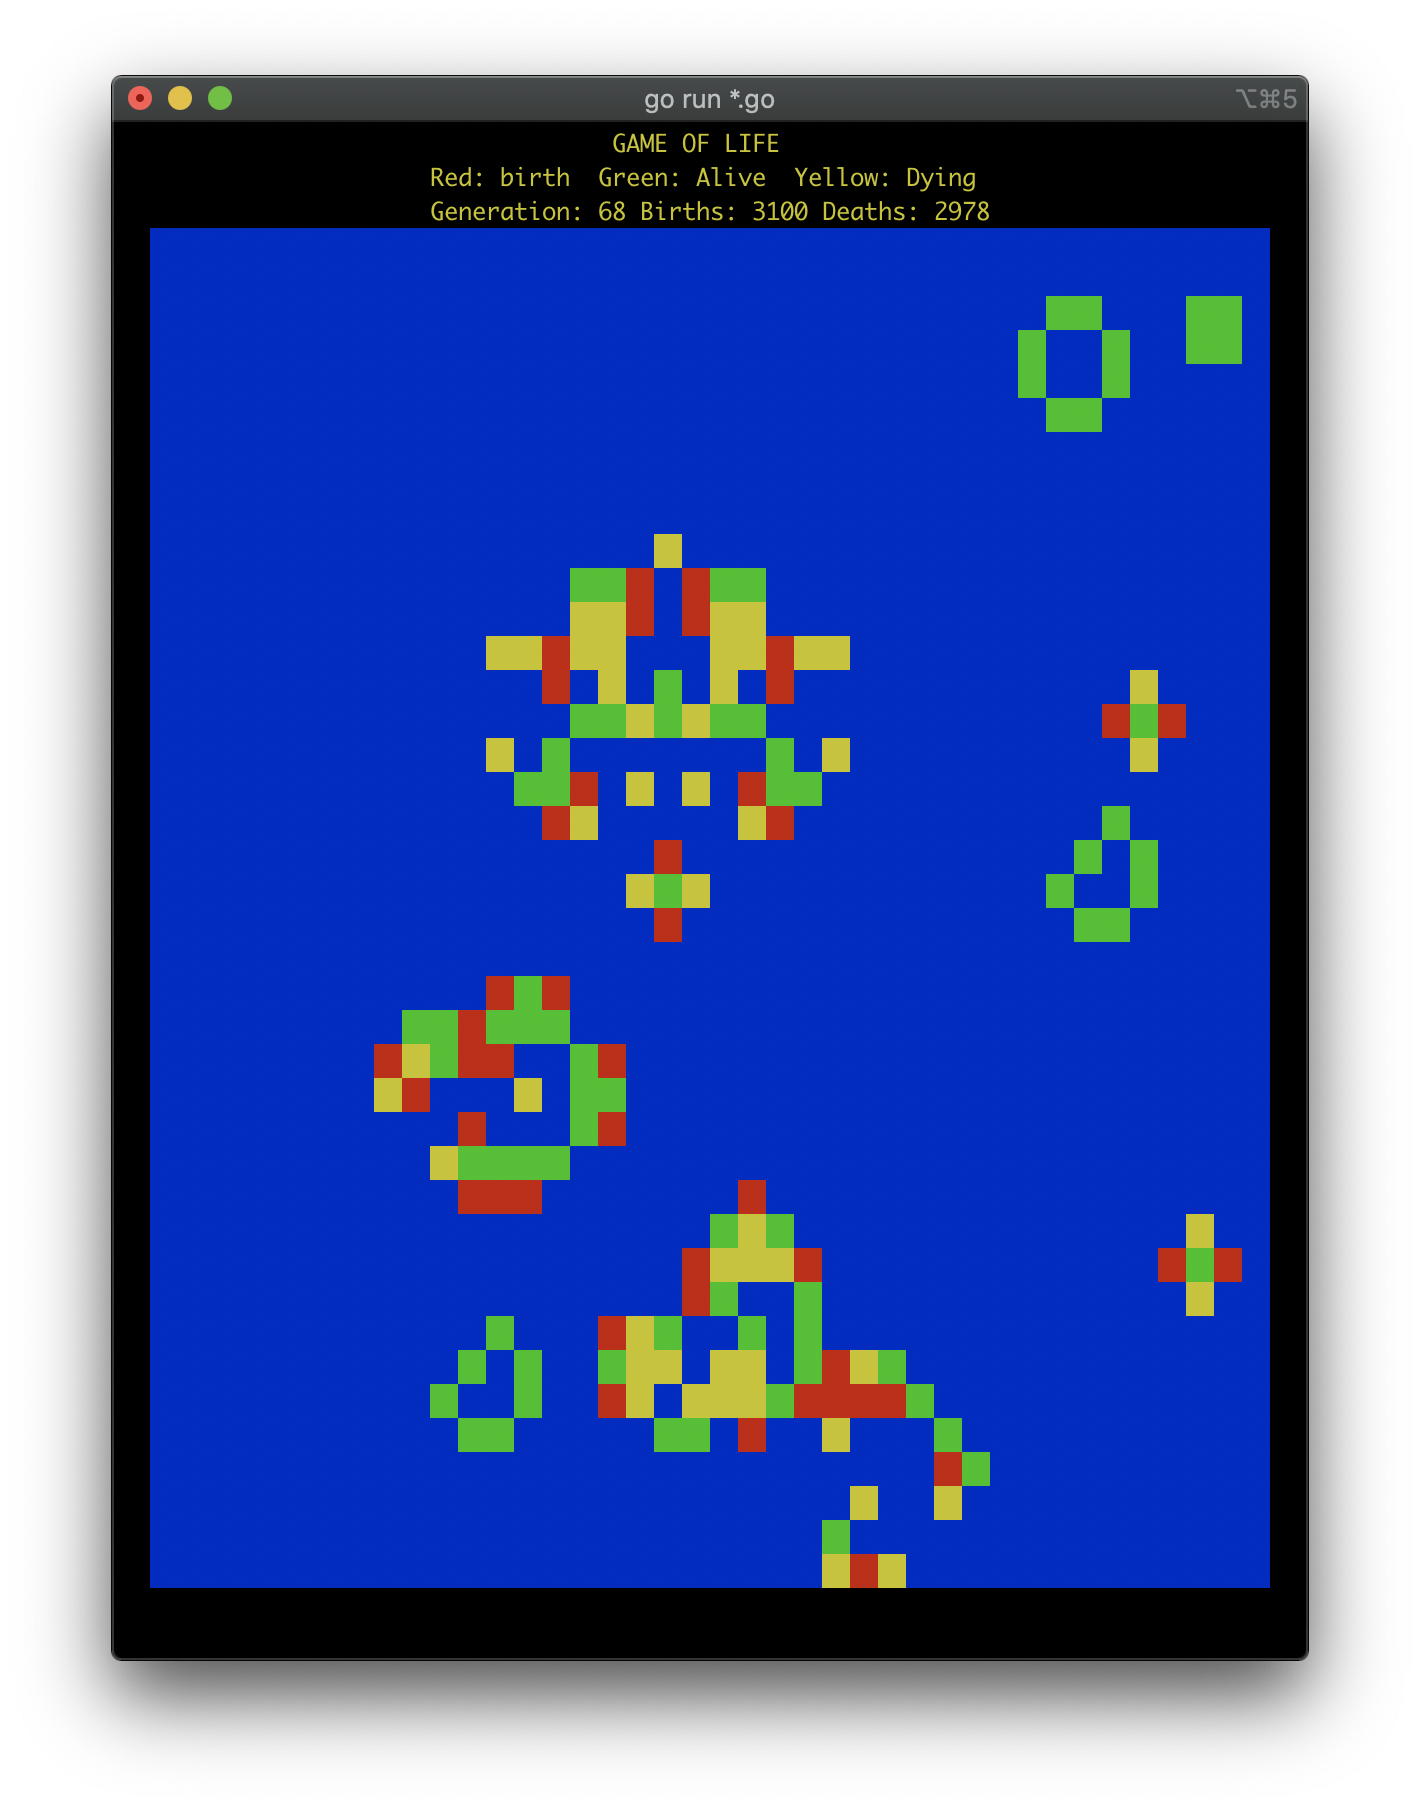 go run *.go ⌥⌘5
GAME OF LIFE
Red: birth  Green: Alive  Yellow: Dying
Generation: 68 Births: 3100 Deaths: 2978